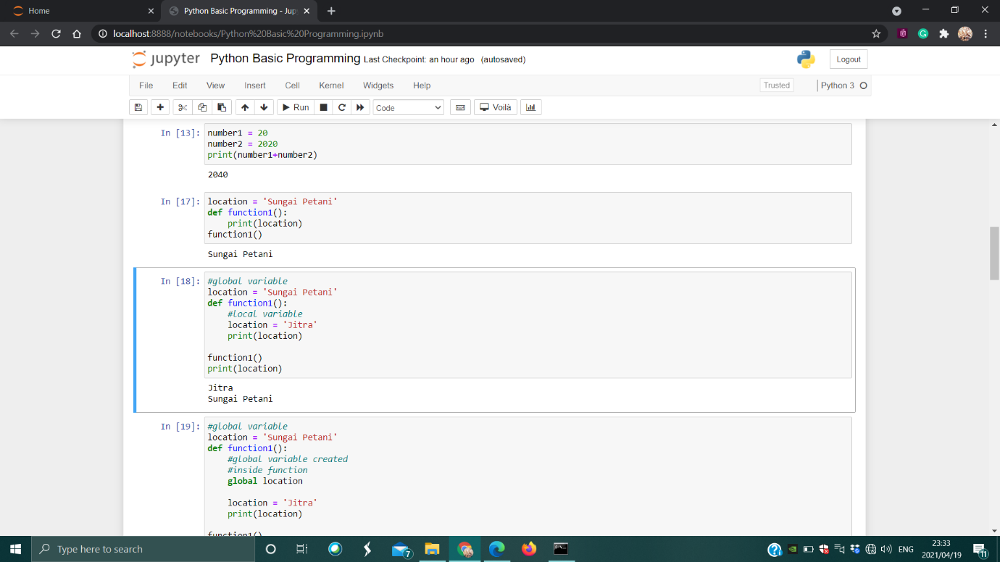 Home
Python Basic Programming - Jup
localhost:8888/notebooks/Python%20Basic%20Programming.ipynb
jupyter Python Basic Programming Last Checkpoint: an hour ago (autosaved)
Logout
File Edit View Insert Cell Kernel Widgets Help
Trusted
Python 3
Run
Code
Voilà
In [13]: number1 = 20
number2 = 2020
print(number1+number2)
2040
In [17]: location = 'Sungai Petani'
def function1():
    print(location)
function1()
Sungai Petani
In [18]: #global variable
location = 'Sungai Petani'
def function1():
    #local variable
    location = 'Jitra'
    print(location)
function1()
print(location)
Jitra
Sungai Petani
In [19]: #global variable
location = 'Sungai Petani'
def function1():
    #global variable created
    #inside function
    global location
    location = 'Jitra'
    print(location)
function1()
Type here to search
7
ENG
23:33
2021/04/19
11